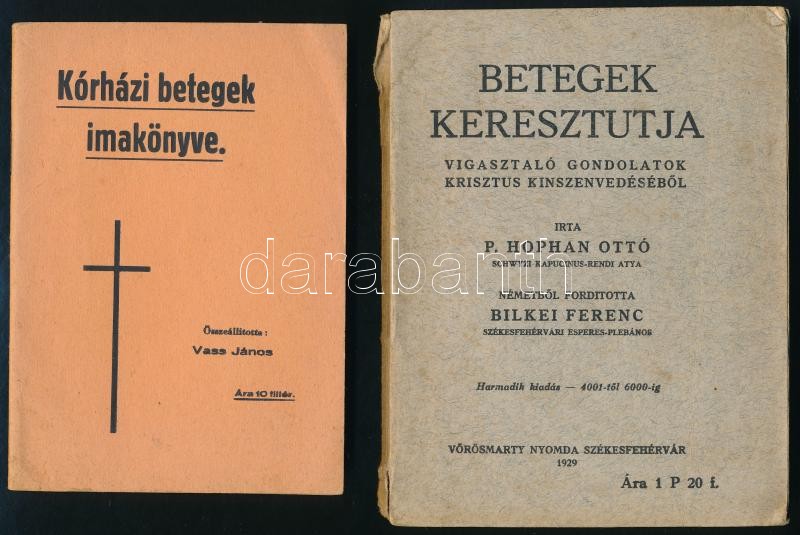 Kórházi betegek
imakönyve.
Összeállította:
Vass János
Ára 10 fillér.
BETEGEK
KERESZTUTJA
VIGASZTALÓ GONDOLATOK
KRISZTUS KINSZENVEDÉSÉBŐL
IRTA
P. HOPHAN OTTÓ
SCHWEIZI KAPUCINUS-RENDI ATYA
NÉMETBŐL FORDITOTTA
BILKEI FERENC
SZÉKESFEHÉRVÁRI ESPERES-PLEBÁNOS
Harmadik kiadás — 4001-től 6000-ig
VÖRÖSMARTY NYOMDA SZÉKESFEHÉRVÁR
1929
Ára 1 P 20 f.
darabanth